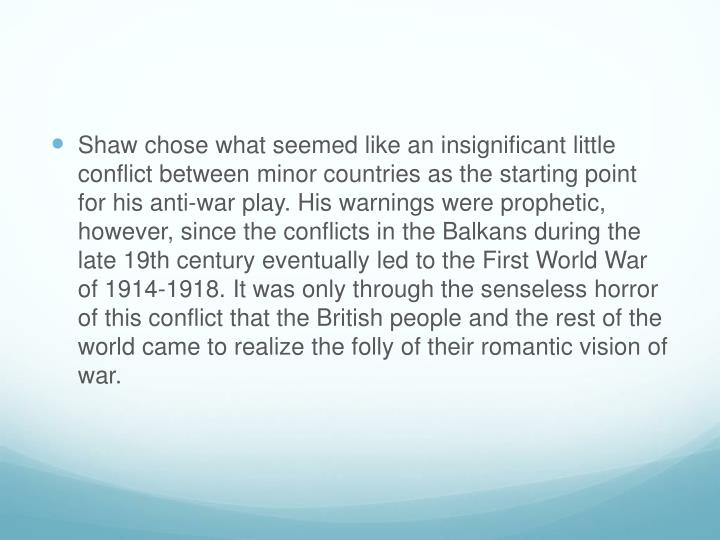 Shaw chose what seemed like an insignificant little
conflict between minor countries as the starting point
for his anti-war play. His warnings were prophetic,
however, since the conflicts in the Balkans during the
late 19th century eventually led to the First World War
of 1914-1918. It was only through the senseless horror
of this conflict that the British people and the rest of the
world came to realize the folly of their romantic vision of
war.